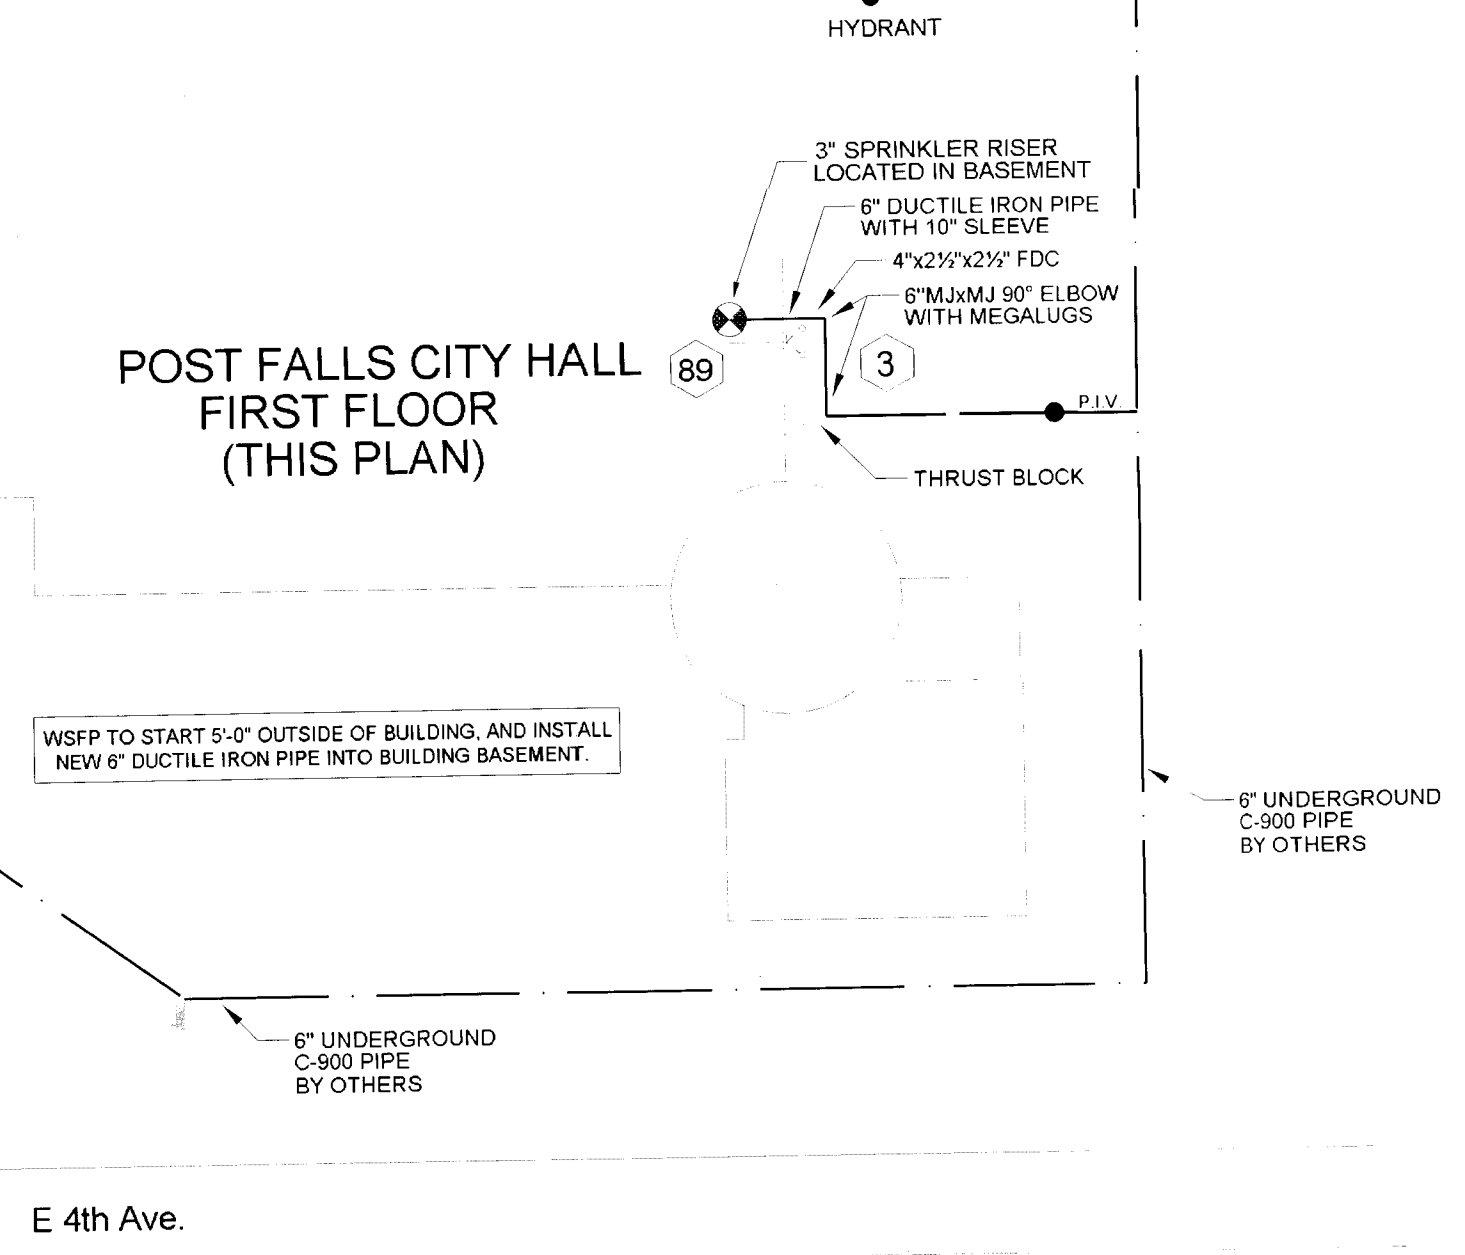 HYDRANT
3" SPRINKLER RISER
LOCATED IN BASEMENT
6" DUCTILE IRON PIPE
WITH 10" SLEEVE
4"x2½"x2½" FDC
6"MJxMJ 90° ELBOW
WITH MEGALUGS
POST FALLS CITY HALL
FIRST FLOOR
(THIS PLAN)
89
3
P.I.V.
THRUST BLOCK
WSFP TO START 5'-0" OUTSIDE OF BUILDING, AND INSTALL
NEW 6" DUCTILE IRON PIPE INTO BUILDING BASEMENT.
6" UNDERGROUND
C-900 PIPE
BY OTHERS
6" UNDERGROUND
C-900 PIPE
BY OTHERS
E 4th Ave.